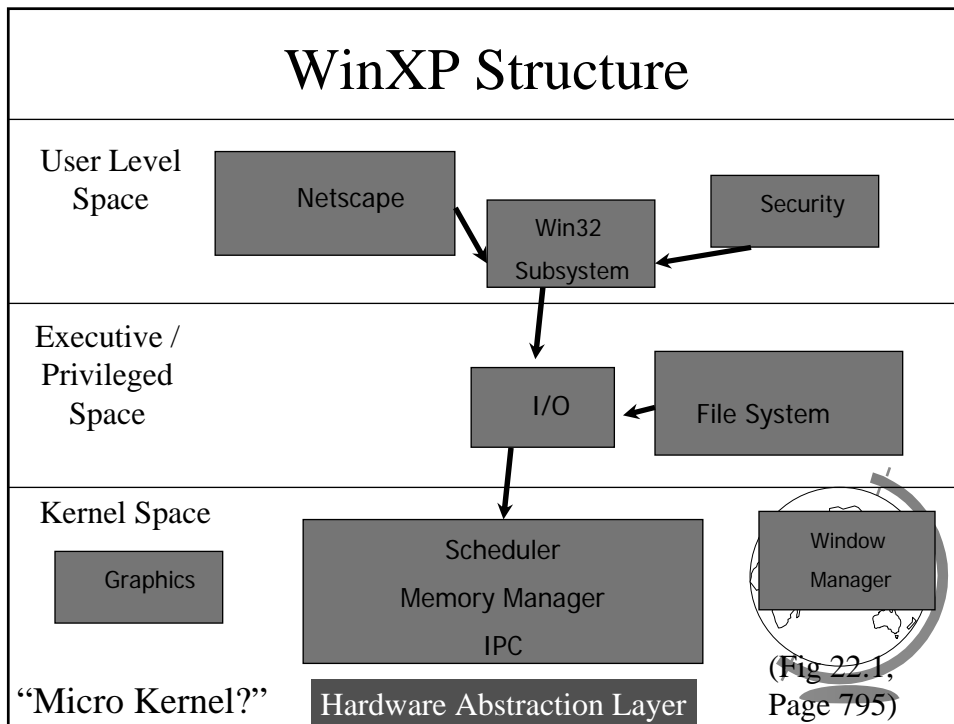 WinXP Structure
User Level
Space
Netscape
Win32
Subsystem
Security
Executive /
Privileged
Space
I/O
File System
Kernel Space
Graphics
Scheduler
Memory Manager
IPC
Window
Manager
“Micro Kernel?”
Hardware Abstraction Layer
(Fig 22.1,
Page 795)